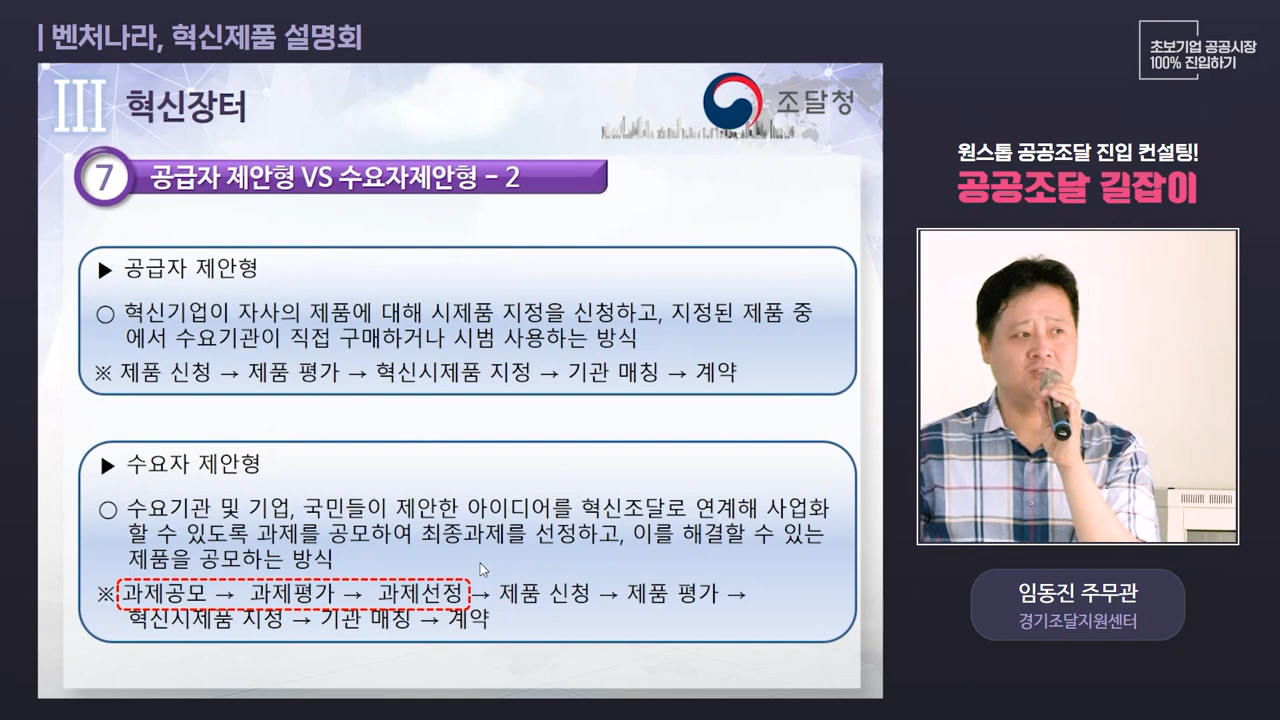 | 벤처나라, 혁신제품 설명회
초보기업 공공시장
100% 진입하기
III 혁신장터
조달청
7 공급자 제안형 VS 수요자제안형 - 2
▶ 공급자 제안형
○ 혁신기업이 자사의 제품에 대해 시제품 지정을 신청하고, 지정된 제품 중
에서 수요기관이 직접 구매하거나 시범 사용하는 방식
※ 제품 신청 → 제품 평가 → 혁신시제품 지정 → 기관 매칭 → 계약
▶ 수요자 제안형
○ 수요기관 및 기업, 국민들이 제안한 아이디어를 혁신조달로 연계해 사업화
할 수 있도록 과제를 공모하여 최종과제를 선정하고, 이를 해결할 수 있는
제품을 공모하는 방식
※ 과제공모 → 과제평가 → 과제선정 → 제품 신청 → 제품 평가 →
혁신시제품 지정 → 기관 매칭 → 계약
원스톱 공공조달 진입 컨설팅!
공공조달 길잡이
임동진 주무관
경기조달지원센터